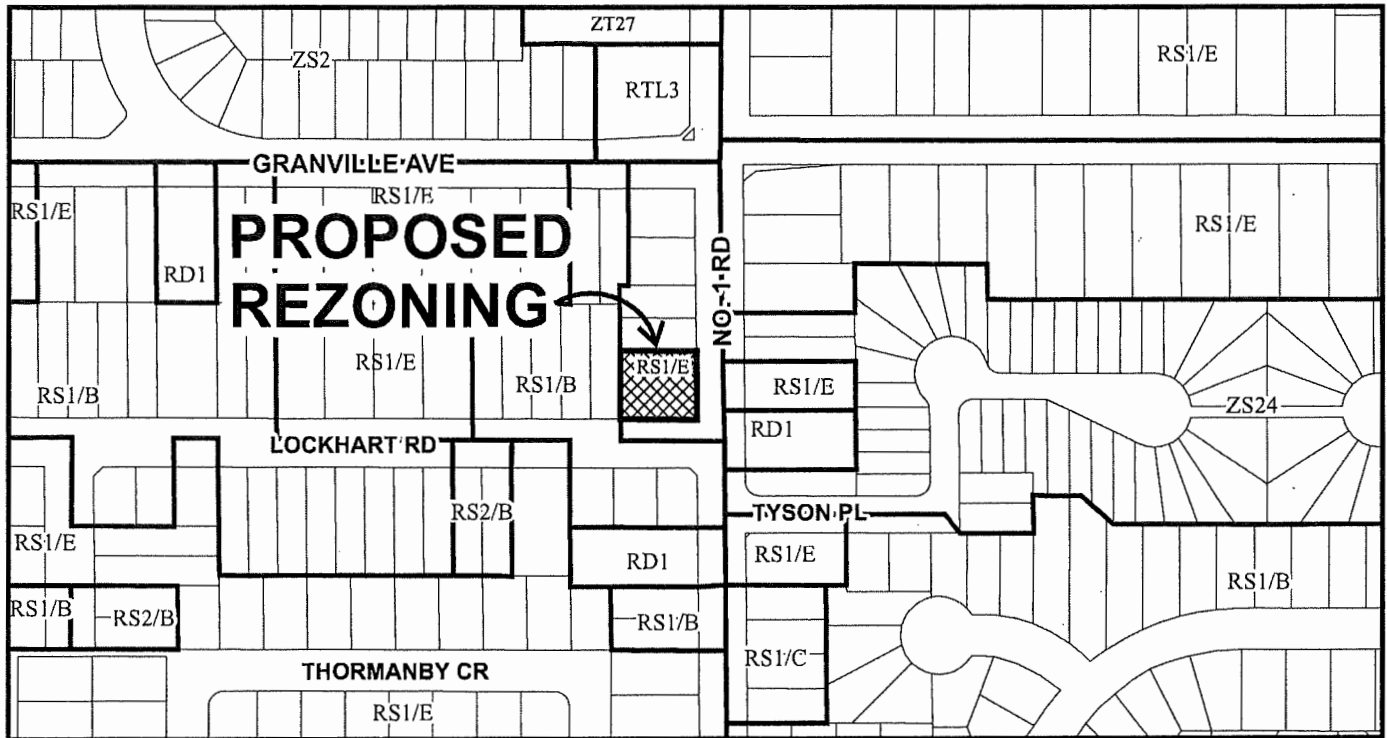 ZT27
ZS2
RS1/E
RTL3
GRANVILLE AVE
RS1/E
RS1/E
RS1/E
PROPOSED
REZONING
RD1
NO. 1 RD
RS1/E
RS1/E
RS1/B
RS1/B
RS1/E
ZS24
RD1
LOCKHART RD
RS2/B
TYSON PL
RS1/E
RD1
RS1/E
RS1/B
RS1/B
RS2/B
RS1/B
RS1/C
THORMANBY CR
RS1/E